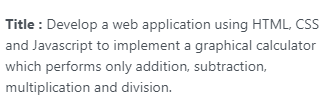 Title : Develop a web application using HTML, CSS
and Javascript to implement a graphical calculator
which performs only addition, subtraction,
multiplication and division.